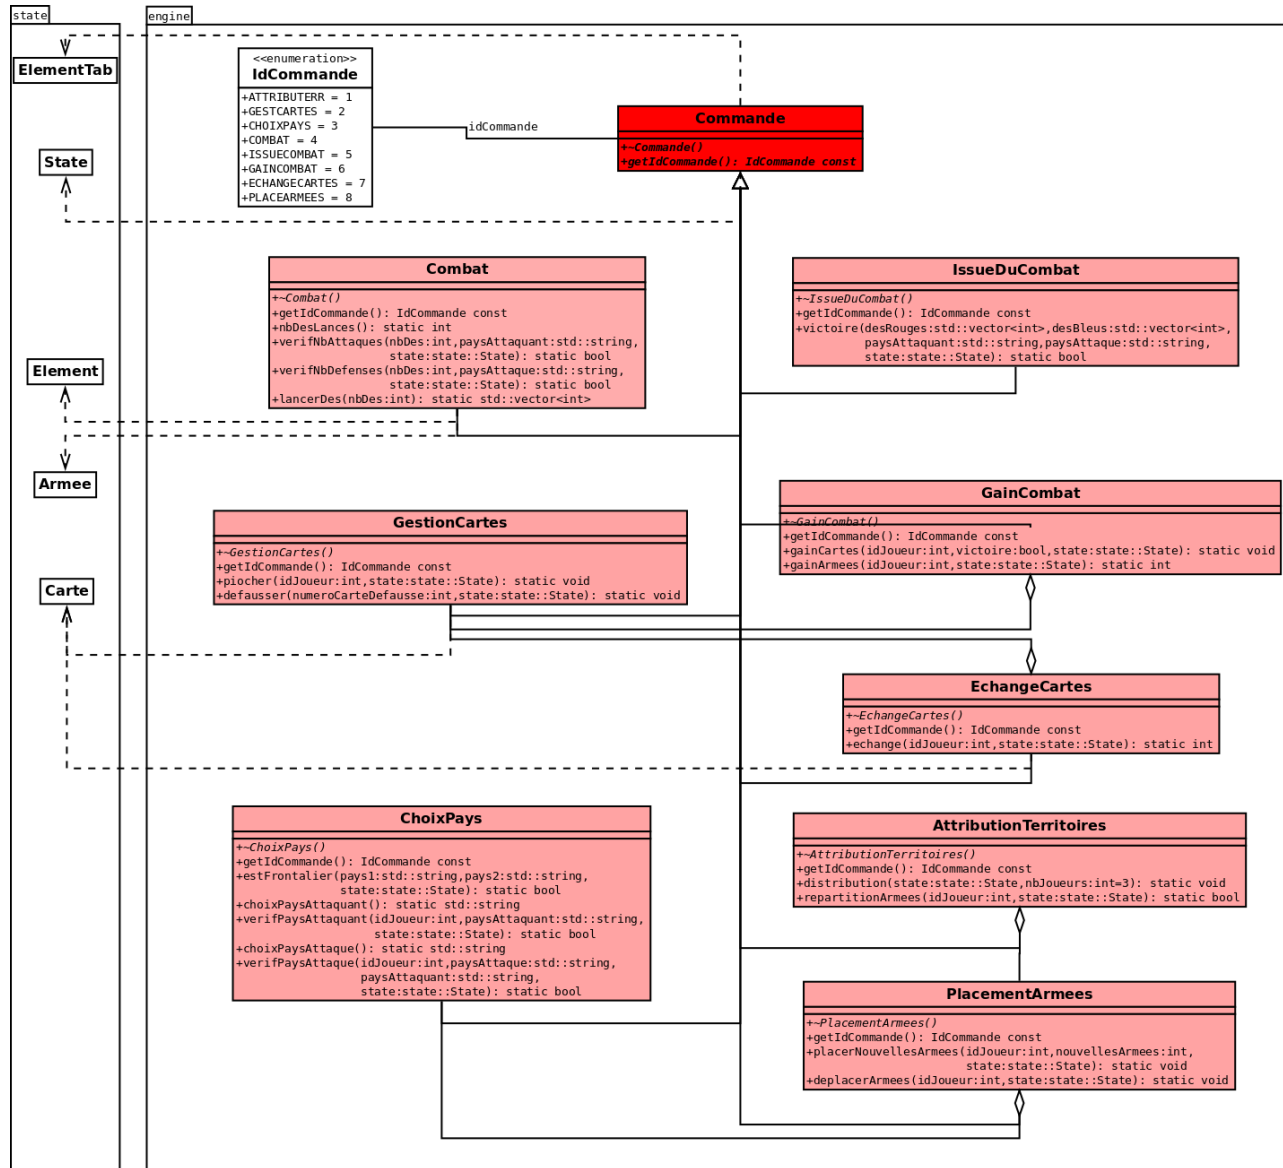 state
engine
ElementTab
<<enumeration>>
IdCommande
+ATTRIBUTERR = 1
+GESTCARTES = 2
+CHOIXPAYS = 3
+COMBAT = 4
+ISSUECOMBAT = 5
+GAINCOMBAT = 6
+ECHANGECARTES = 7
+PLACEARMEES = 8
idCommande
Commande
+~Commande()
+getIdCommande(): IdCommande const
State
Combat
+~Combat()
+getIdCommande(): IdCommande const
+nbDesLances(): static int
+verifNbAttaques(nbDes:int,paysAttaquant:std::string,
state:state::State): static bool
+verifNbDefenses(nbDes:int,paysAttaque:std::string,
state:state::State): static bool
+lancerDes(nbDes:int): static std::vector<int>
IssueDuCombat
+~IssueDuCombat()
+getIdCommande(): IdCommande const
+victoire(desRouges:std::vector<int>,desBleus:std::vector<int>,
paysAttaquant:std::string,paysAttaque:std::string,
state:state::State): static bool
Element
Armee
GestionCartes
+~GestionCartes()
+getIdCommande(): IdCommande const
+piocher(idJoueur:int,state:state::State): static void
+defausser(numeroCarteDefausse:int,state:state::State): static void
GainCombat
+~GainCombat()
+getIdCommande(): IdCommande const
+gainCartes(idJoueur:int,victoire:bool,state:state::State): static void
+gainArmees(idJoueur:int,state:state::State): static int
Carte
EchangeCartes
+~EchangeCartes()
+getIdCommande(): IdCommande const
+echange(idJoueur:int,state:state::State): static int
ChoixPays
+~ChoixPays()
+getIdCommande(): IdCommande const
+estFrontalier(pays1:std::string,pays2:std::string,
state:state::State): static bool
+choixPaysAttaquant(): static std::string
+verifPaysAttaquant(idJoueur:int,paysAttaquant:std::string,
state:state::State): static bool
+choixPaysAttaque(): static std::string
+verifPaysAttaque(idJoueur:int,paysAttaque:std::string,
paysAttaquant:std::string,
state:state::State): static bool
AttributionTerritoires
+~AttributionTerritoires()
+getIdCommande(): IdCommande const
+distribution(state:state::State,nbJoueurs:int=3): static void
+repartitionArmees(idJoueur:int,state:state::State): static bool
PlacementArmees
+~PlacementArmees()
+getIdCommande(): IdCommande const
+placerNouvellesArmees(idJoueur:int,nouvellesArmees:int,
state:state::State): static void
+deplacerArmees(idJoueur:int,state:state::State): static void